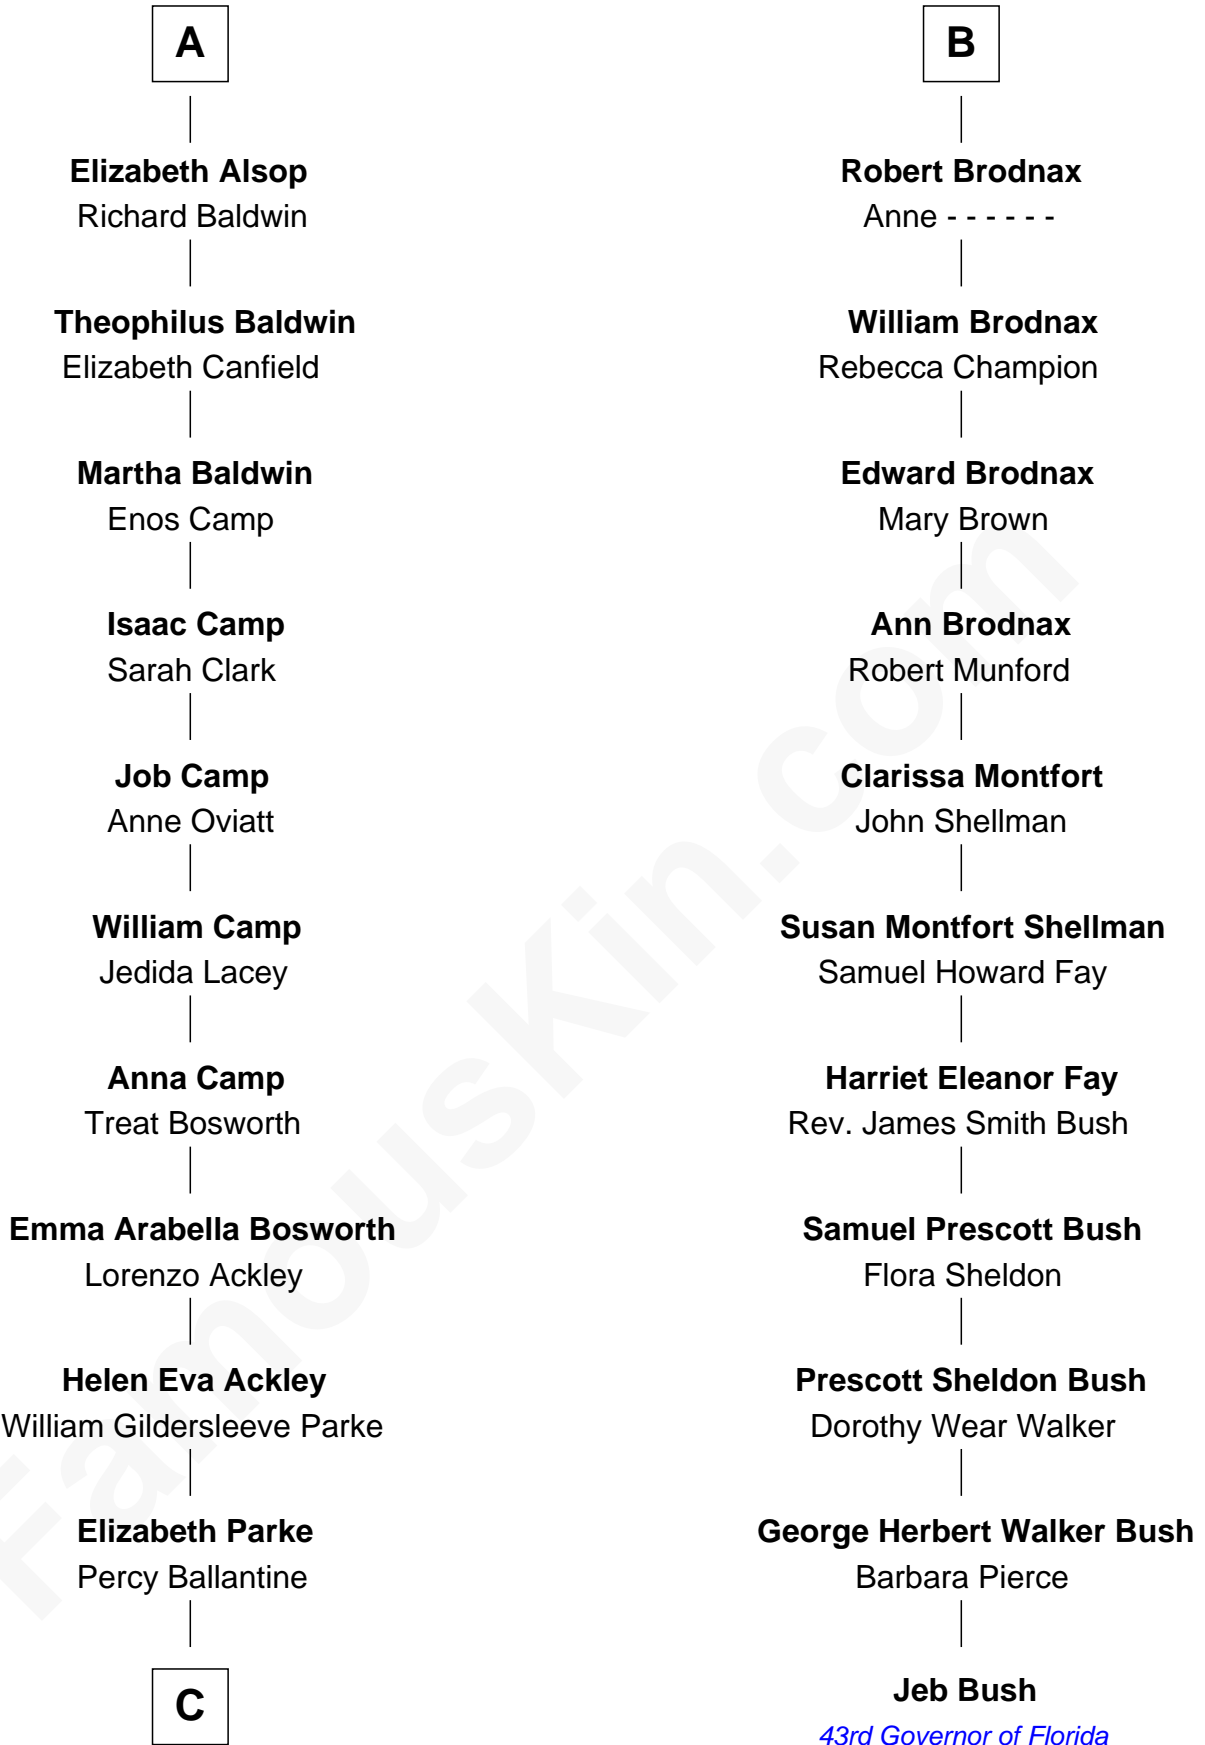 A
Elizabeth Alsop
Richard Baldwin
Theophilus Baldwin
Elizabeth Canfield
Martha Baldwin
Enos Camp
Isaac Camp
Sarah Clark
Job Camp
Anne Oviatt
William Camp
Jedida Lacey
Anna Camp
Treat Bosworth
Emma Arabella Bosworth
Lorenzo Ackley
Helen Eva Ackley
William Gildersleeve Parke
Elizabeth Parke
Percy Ballantine
C
B
Robert Brodnax
Anne - - - - - -
William Brodnax
Rebecca Champion
Edward Brodnax
Mary Brown
Ann Brodnax
Robert Munford
Clarissa Montfort
John Shellman
Susan Montfort Shellman
Samuel Howard Fay
Harriet Eleanor Fay
Rev. James Smith Bush
Samuel Prescott Bush
Flora Sheldon
Prescott Sheldon Bush
Dorothy Wear Walker
George Herbert Walker Bush
Barbara Pierce
Jeb Bush
43rd Governor of Florida
FamousKin.com